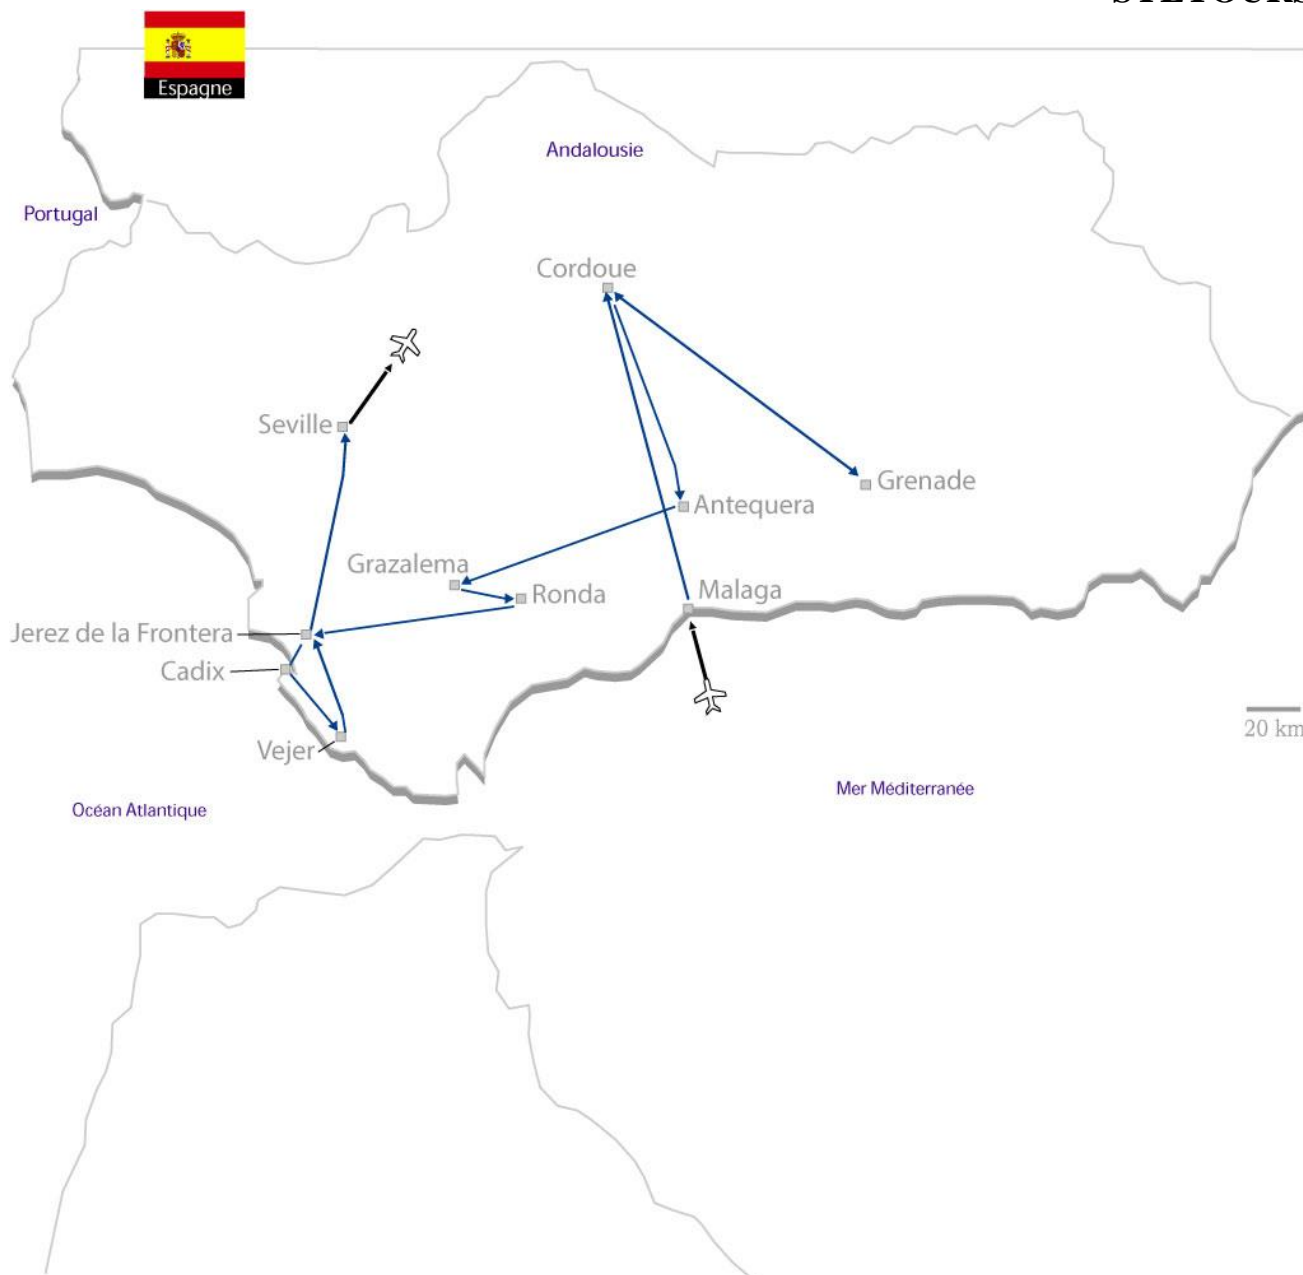 Espagne
Andalousie
Portugal
Cordoue
Seville
Grenade
Antequera
Grazalema
Ronda
Malaga
Jerez de la Frontera
Cadix
20 km
Vejer
Mer Méditerranée
Océan Atlantique